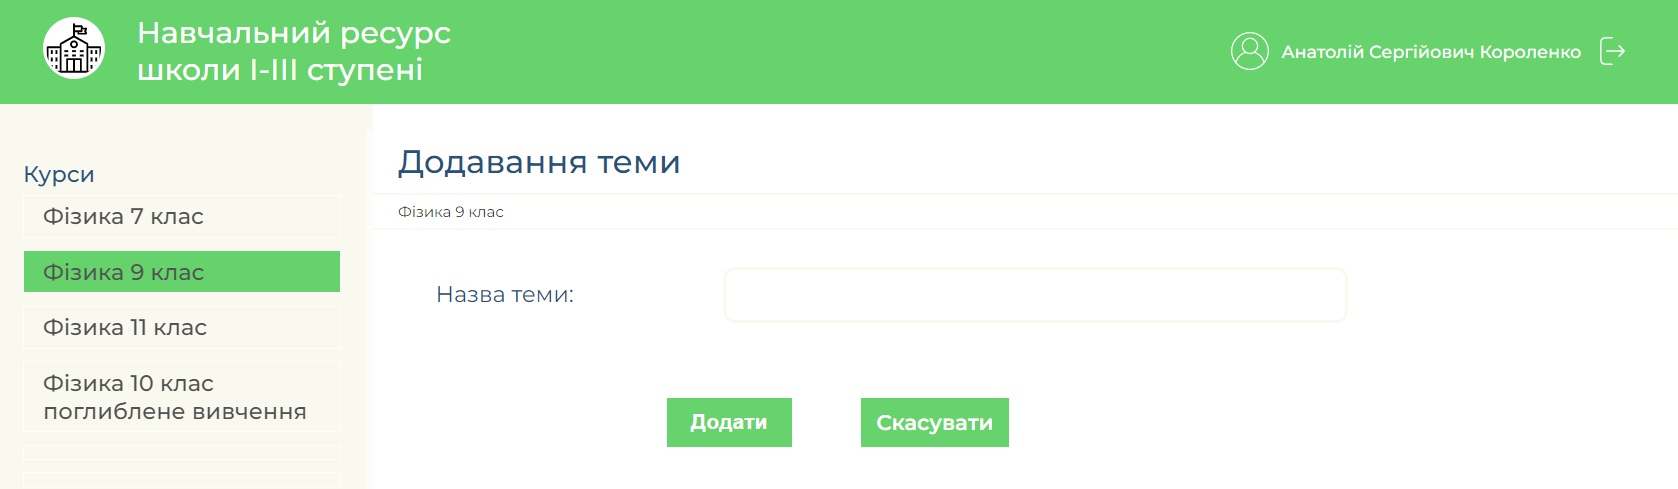 Навчальний ресурс
школи І-ІІІ ступені
Анатолій Сергійович Короленко
Курси
Фізика 7 клас
Фізика 9 клас
Фізика 11 клас
Фізика 10 клас
поглиблене вивчення
Додавання теми
Фізика 9 клас
Назва теми:
Додати
Скасувати